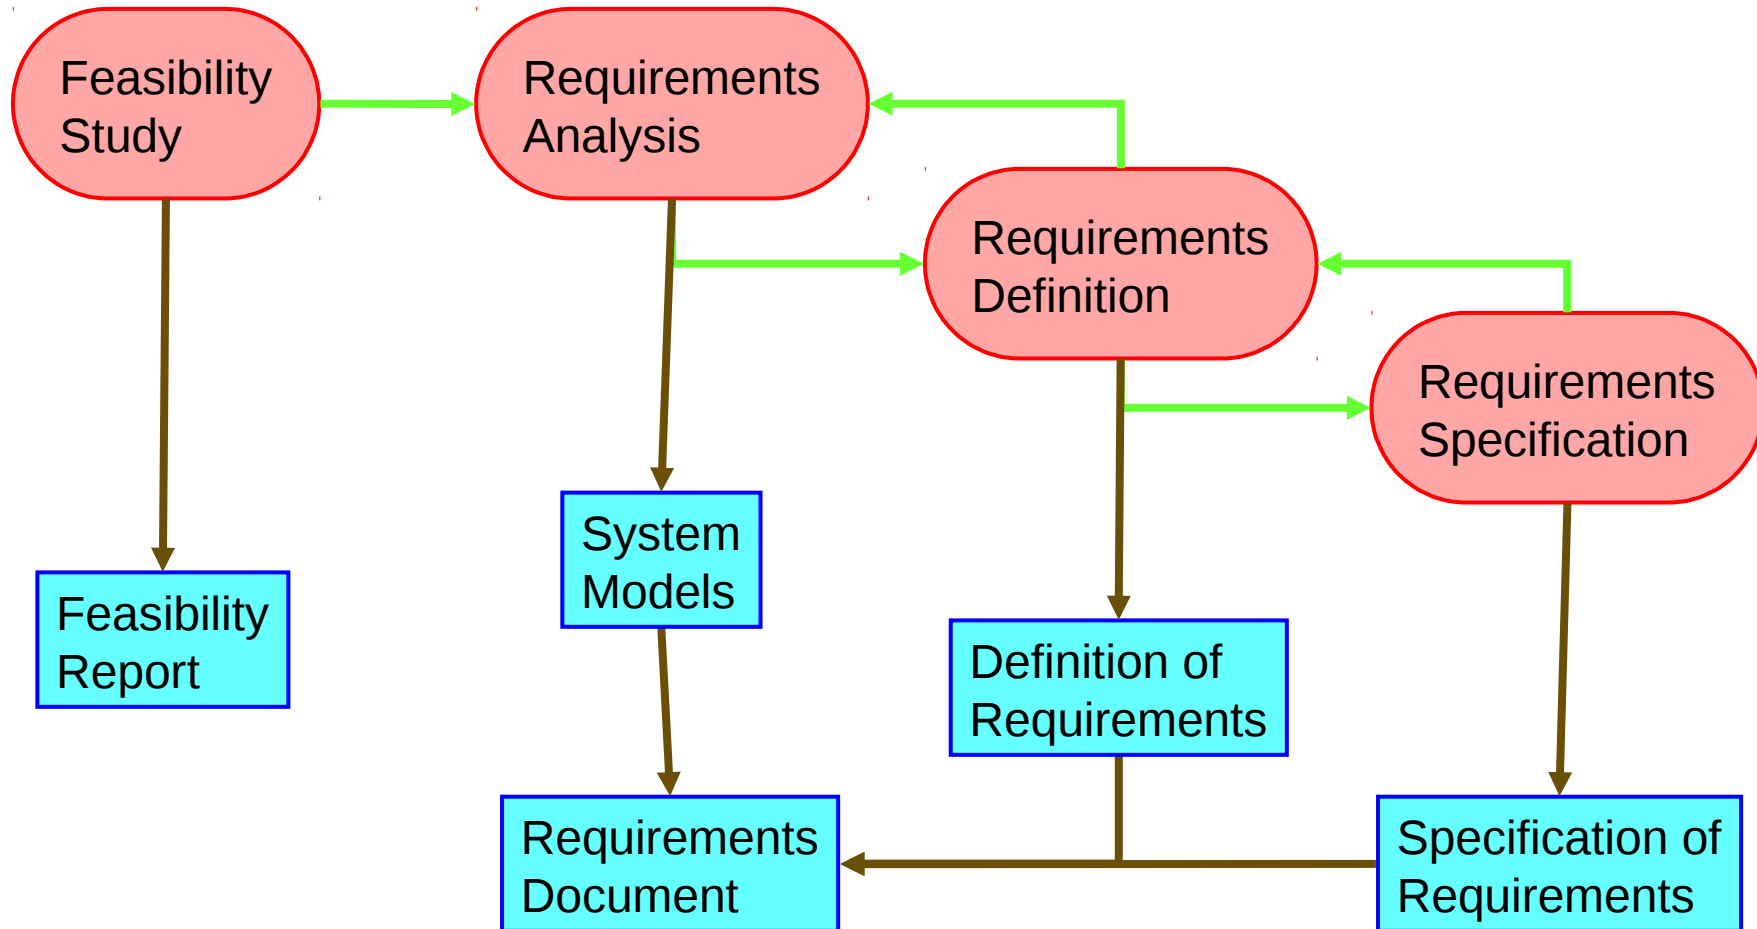 Feasibility
Study
Requirements
Analysis
Requirements
Definition
Requirements
Specification
System
Models
Feasibility
Report
Definition of
Requirements
Requirements
Document
Specification of
Requirements